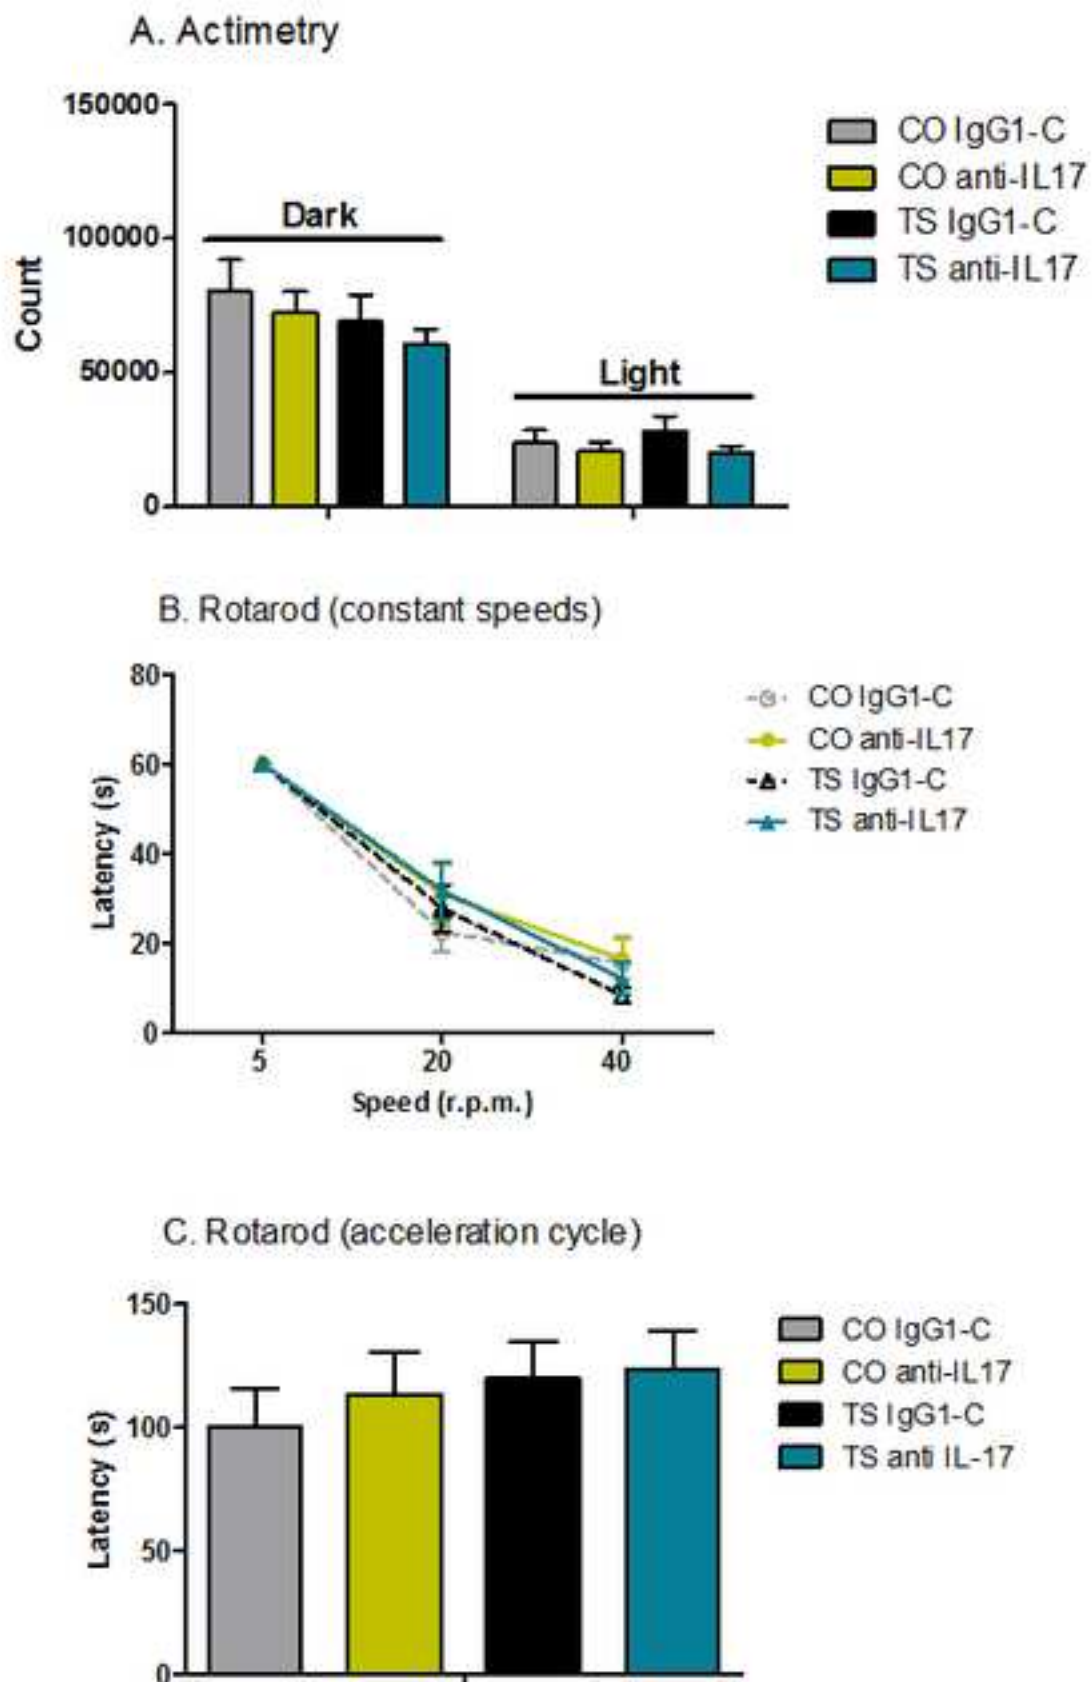 A. Actimetry
150000
100000
50000
0
Count
Dark
Light
CO IgG1-C
CO anti-IL17
TS IgG1-C
TS anti-IL17
B. Rotarod (constant speeds)
80
60
40
20
0
Latency (s)
5 20 40
Speed (r.p.m.)
CO IgG1-C
CO anti-IL17
TS IgG1-C
TS anti-IL17
C. Rotarod (acceleration cycle)
150
100
50
0
Latency (s)
CO IgG1-C
CO anti-IL17
TS IgG1-C
TS anti IL-17